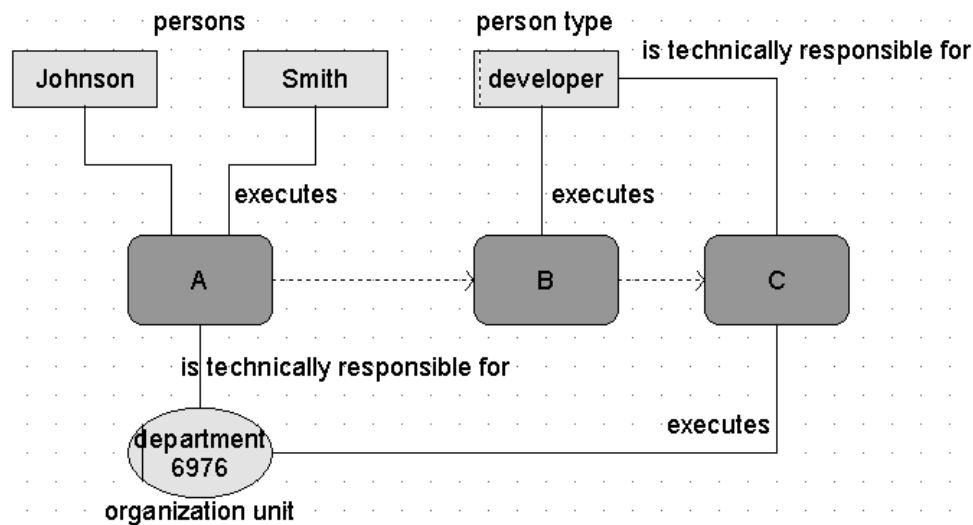 persons
person type
is technically responsible for
Johnson
Smith
developer
executes
executes
A
B
C
is technically responsible for
executes
department
6976
organization unit